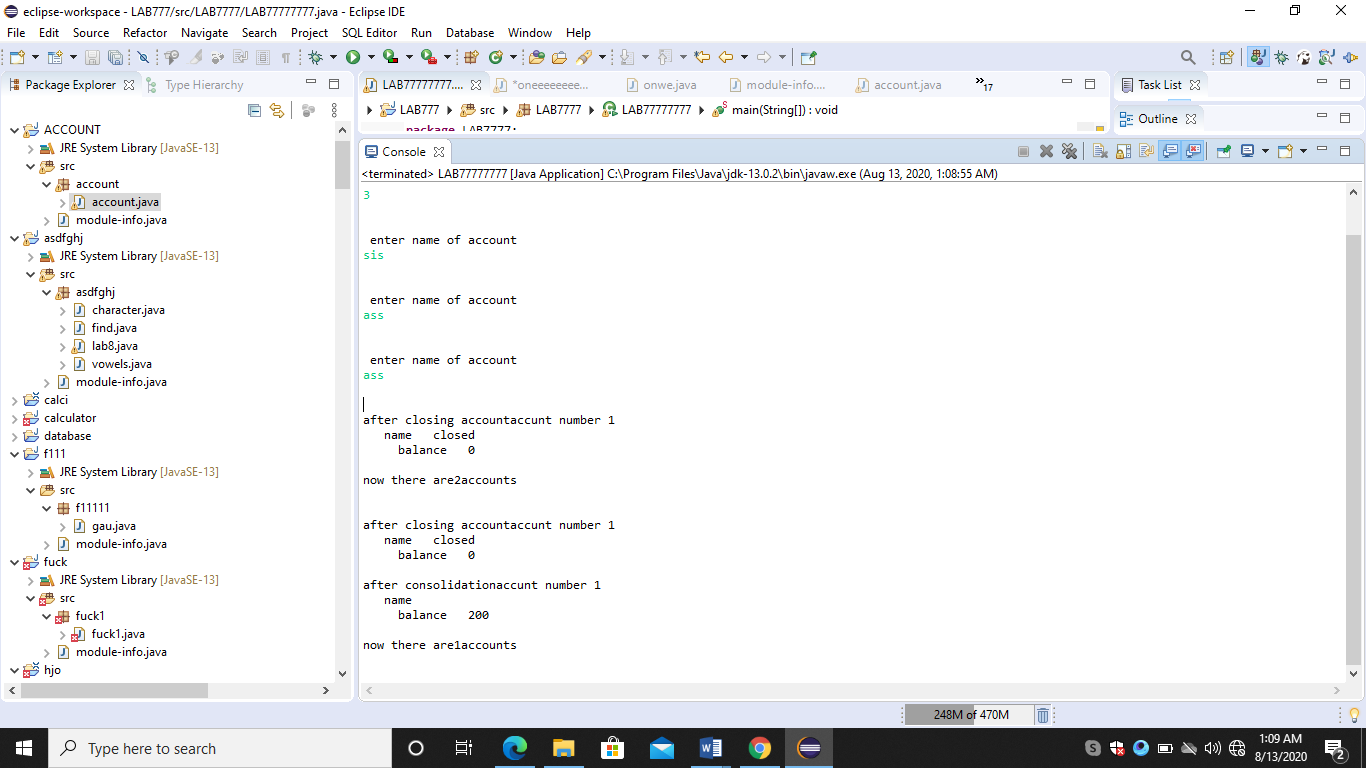 eclipse-workspace - LAB777/src/LAB7777/LAB77777777.java - Eclipse IDE
File Edit Source Refactor Navigate Search Project SQL Editor Run Database Window Help
Package Explorer Type Hierarchy
LAB77777777.... *oneeeeeeee... onwe.java module-info.... account.java »17
Task List
LAB777 src LAB7777 LAB77777777 main(String[]) : void
Outline
package LAB7777;
Console
<terminated> LAB77777777 [Java Application] C:\Program Files\Java\jdk-13.0.2\bin\javaw.exe (Aug 13, 2020, 1:08:55 AM)
ACCOUNT
JRE System Library [JavaSE-13]
src
account
account.java
module-info.java
asdfghj
JRE System Library [JavaSE-13]
src
asdfghj
character.java
find.java
lab8.java
vowels.java
module-info.java
calci
calculator
database
f111
JRE System Library [JavaSE-13]
src
f11111
gau.java
module-info.java
fuck
JRE System Library [JavaSE-13]
src
fuck1
fuck1.java
module-info.java
hjo
3
enter name of account
sis
enter name of account
ass
enter name of account
ass
after closing accountaccunt number 1
name closed
balance 0
now there are2accounts
after closing accountaccunt number 1
name closed
balance 0
after consolidationaccunt number 1
name
balance 200
now there are1accounts
248M of 470M
Type here to search
1:09 AM
8/13/2020
2